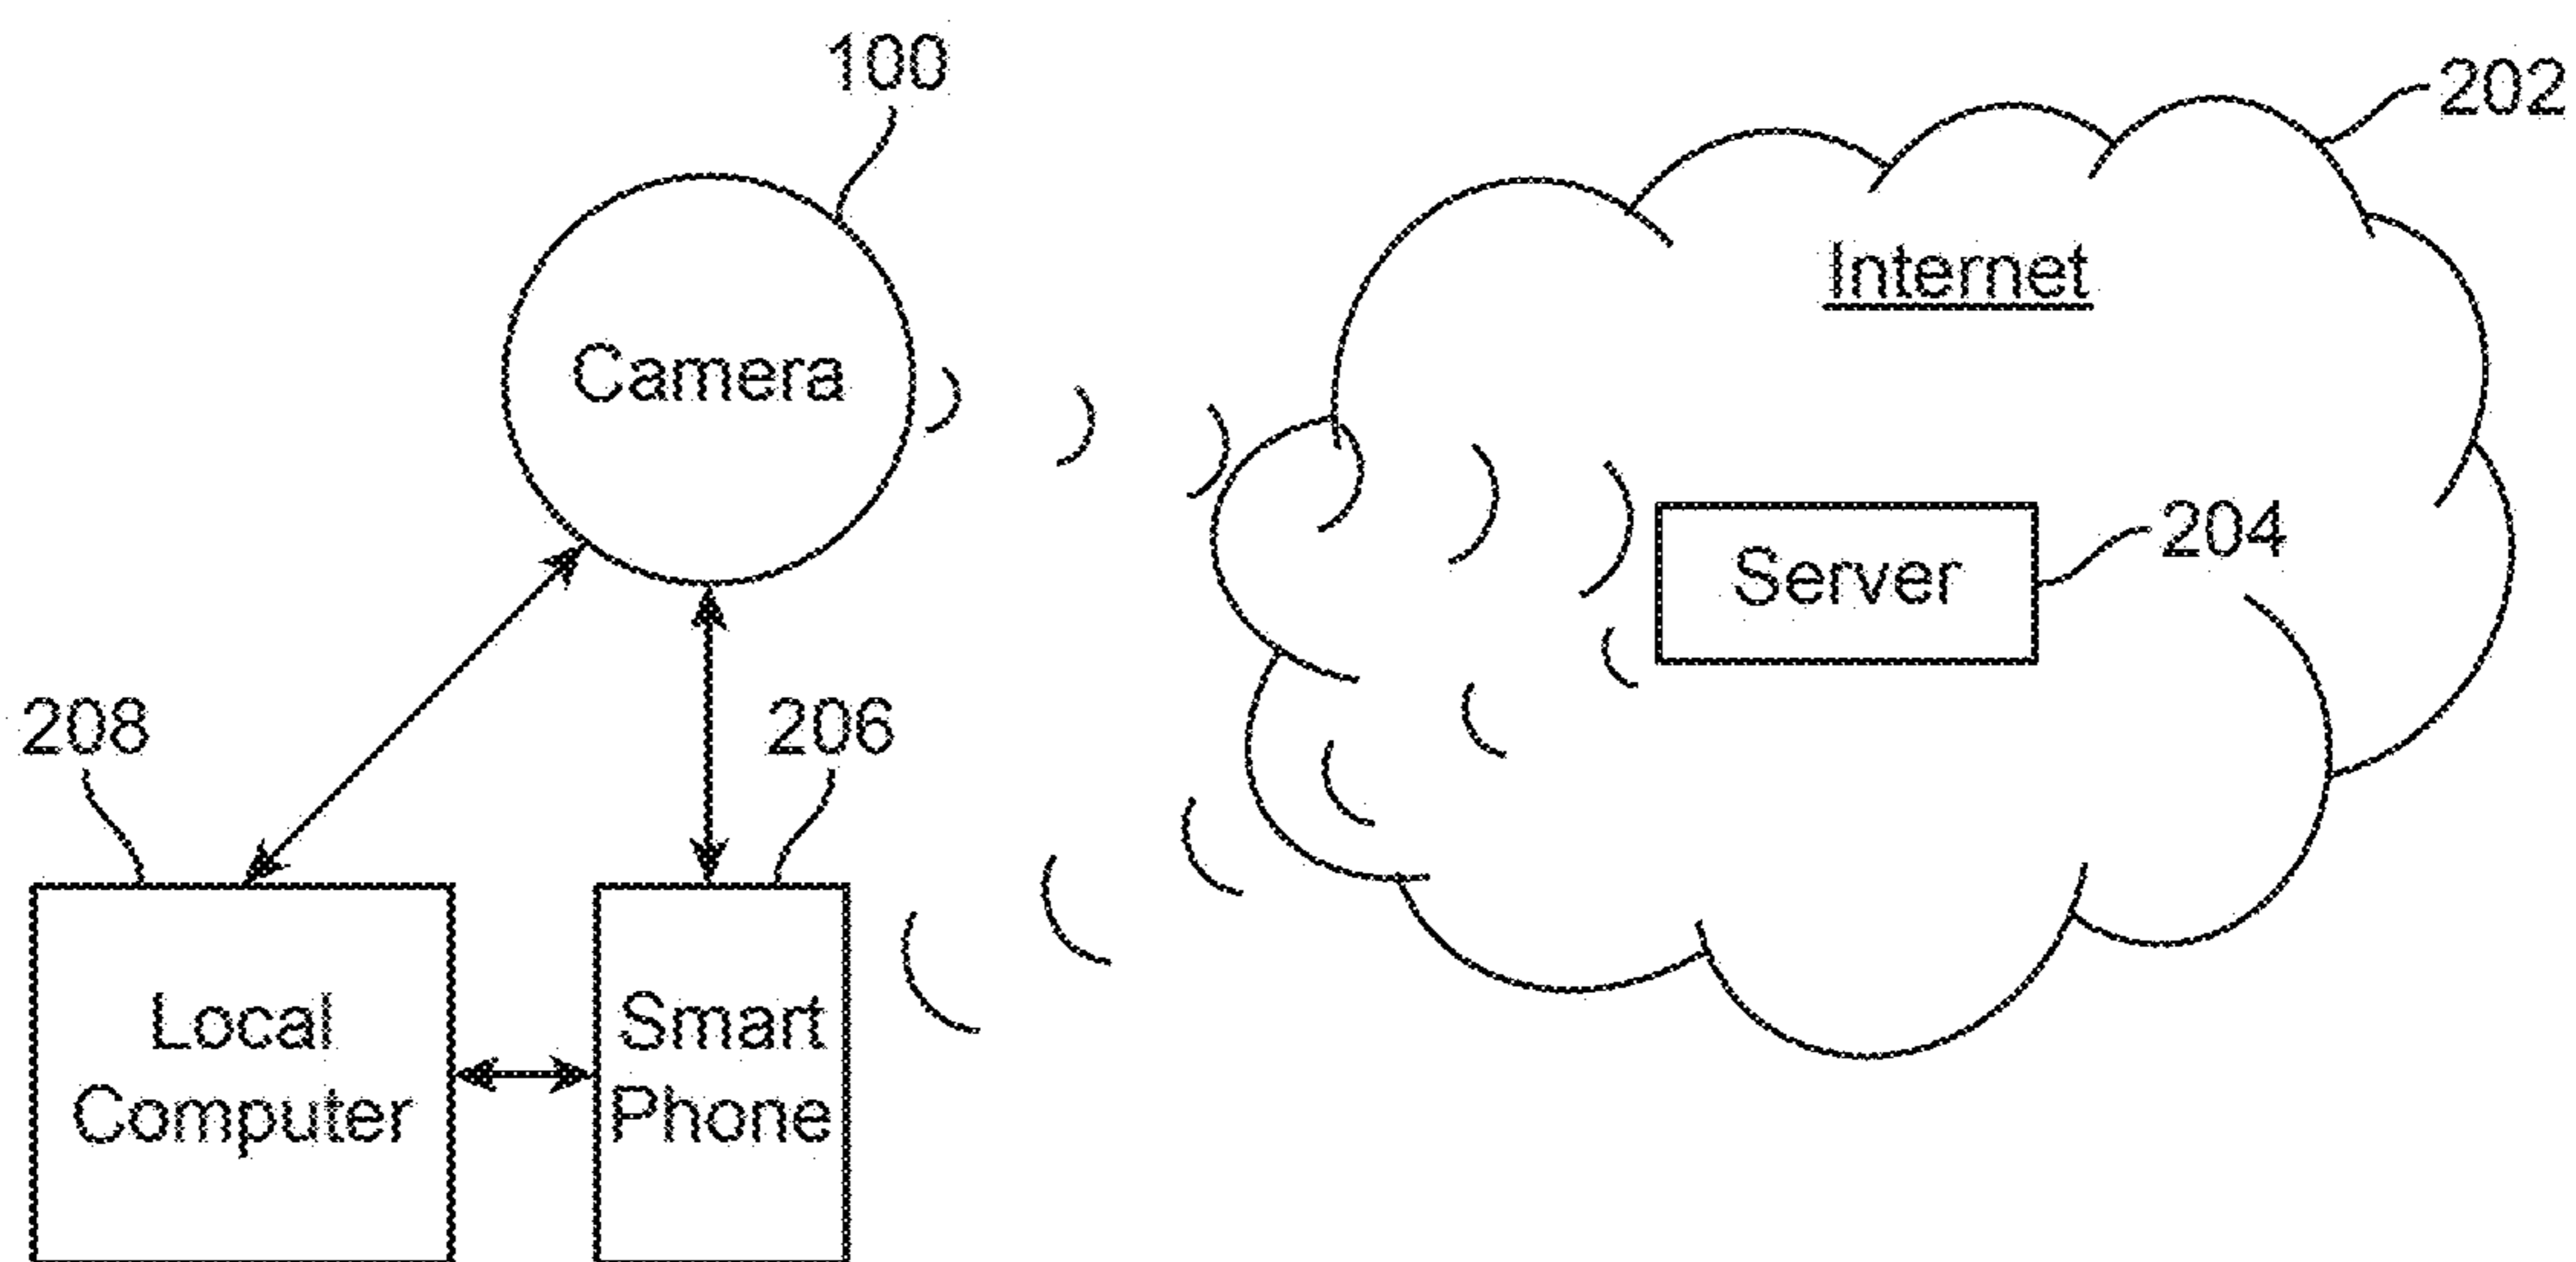 100
202
Internet
Camera
Server
204
208
206
Local
Computer
Smart
Phone